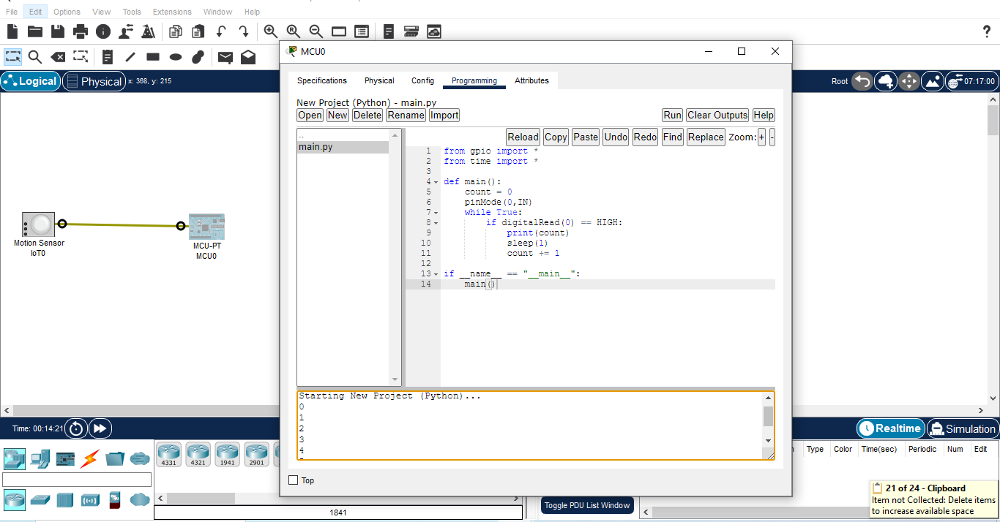 File Edit Options View Tools Extensions Window Help
?
MCU0
Logical Physical x: 368, y: 215
Root 07:17:00
Specifications Physical Config Programming Attributes
New Project (Python) - main.py
Open New Delete Rename Import
Run Clear Outputs Help
Reload Copy Paste Undo Redo Find Replace Zoom: + -
..
main.py
1 from gpio import *
2 from time import *
3
4 def main():
5 count = 0
6 pinMode(0,IN)
7 while True:
8 if digitalRead(0) == HIGH:
9 print(count)
10 sleep(1)
11 count += 1
12
13 if __name__ == "__main__":
14 main()
Motion Sensor
IoT0
MCU-PT
MCU0
Starting New Project (Python)...
0
1
2
3
4
Top
Time: 00:14:21
Realtime Simulation
4331 4321 1941 2901
1841
Type Color Time(sec) Periodic Num Edit
Toggle PDU List Window
21 of 24 - Clipboard
Item not Collected: Delete items
to increase available space